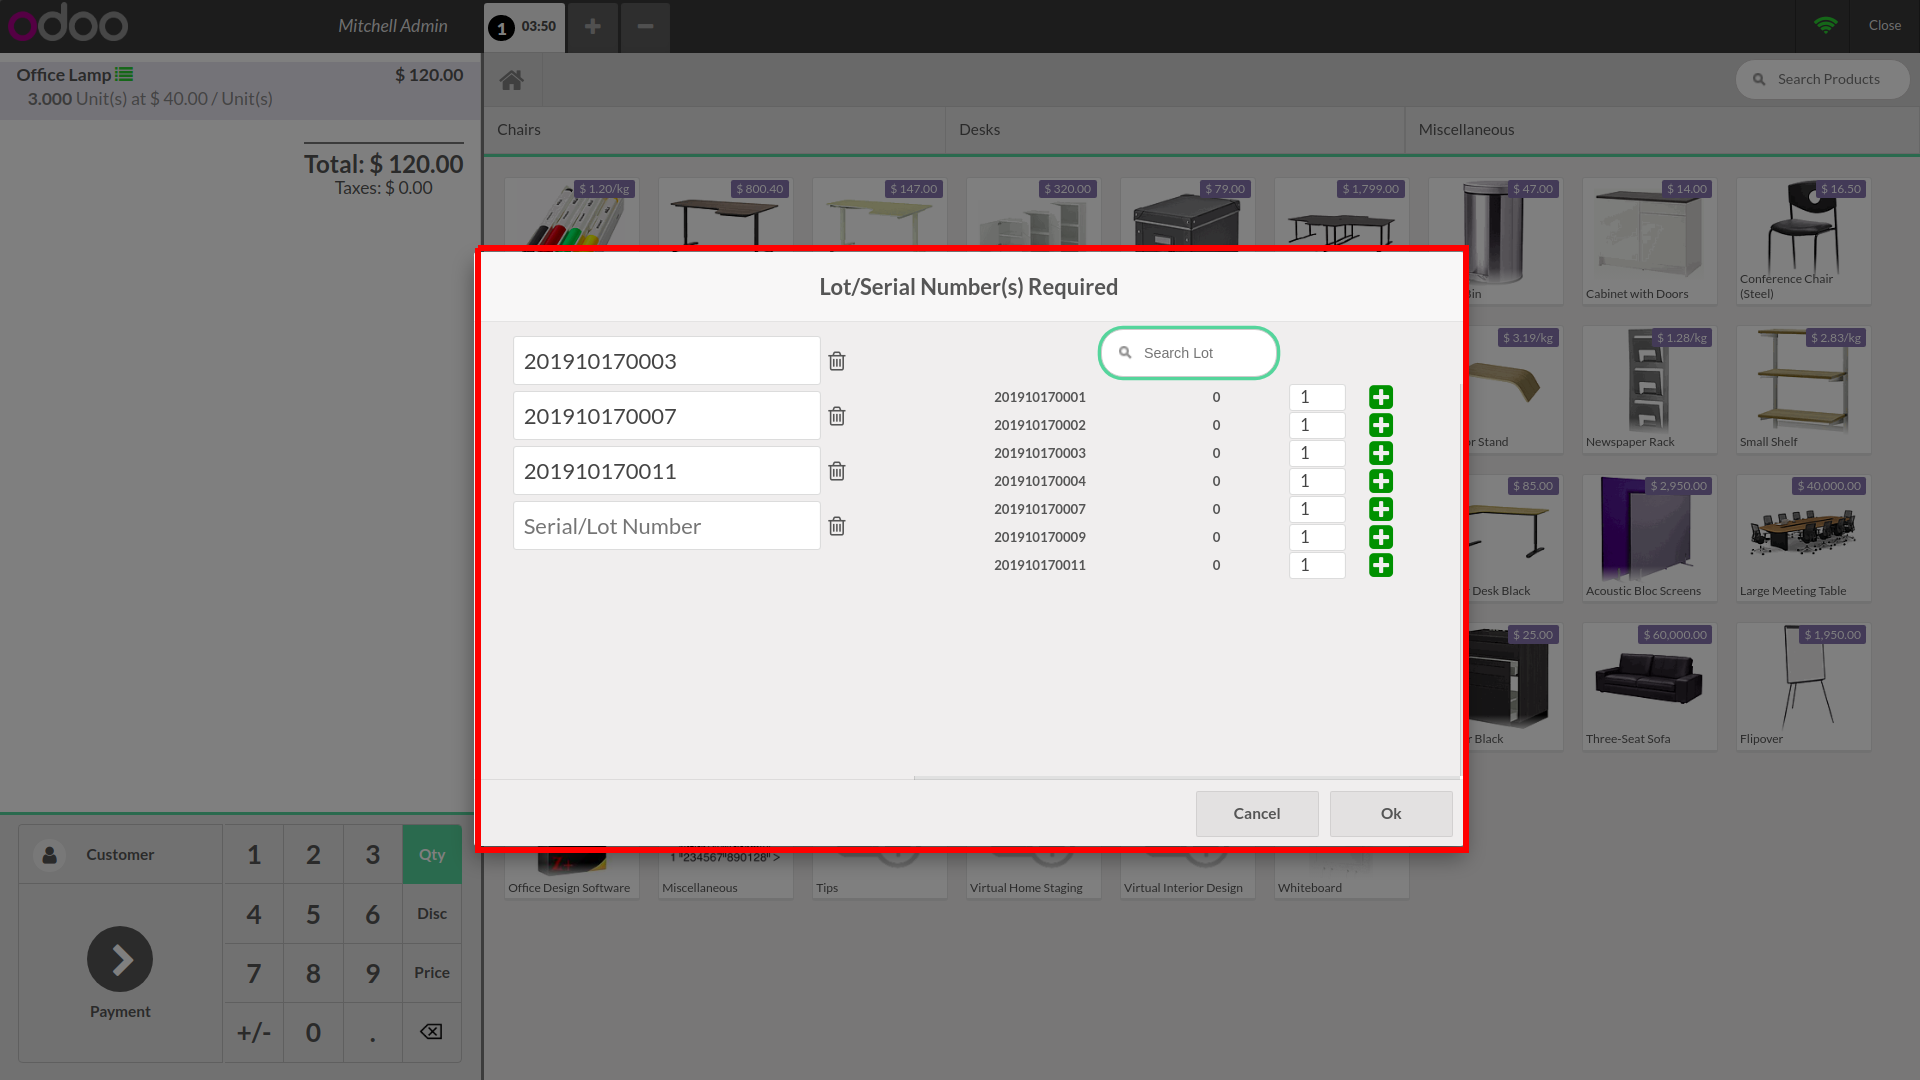 odoo
Mitchell Admin
1 03:50
Close
Office Lamp $ 120.00
3.000 Unit(s) at $ 40.00 / Unit(s)
Total: $ 120.00
Taxes: $ 0.00
Search Products
Chairs
Desks
Miscellaneous
$ 1.20/kg
$ 800.40
$ 147.00
$ 320.00
$ 79.00
$ 1,799.00
$ 47.00
$ 14.00
$ 16.50
Cabinet with Doors
Conference Chair
(Steel)
$ 3.19/kg
$ 1.28/kg
$ 2.83/kg
Stand
Newspaper Rack
Small Shelf
$ 85.00
$ 2,950.00
$ 40,000.00
Desk Black
Acoustic Bloc Screens
Large Meeting Table
$ 25.00
$ 60,000.00
$ 1,950.00
Black
Three-Seat Sofa
Flipover
Lot/Serial Number(s) Required
201910170003
201910170007
201910170011
Serial/Lot Number
Search Lot
201910170001 0 1
201910170002 0 1
201910170003 0 1
201910170004 0 1
201910170007 0 1
201910170009 0 1
201910170011 0 1
Cancel
Ok
1 "234567"890128" >
Office Design Software
Miscellaneous
Tips
Virtual Home Staging
Virtual Interior Design
Whiteboard
Customer
Payment
1 2 3 Qty
4 5 6 Disc
7 8 9 Price
+/- 0 .